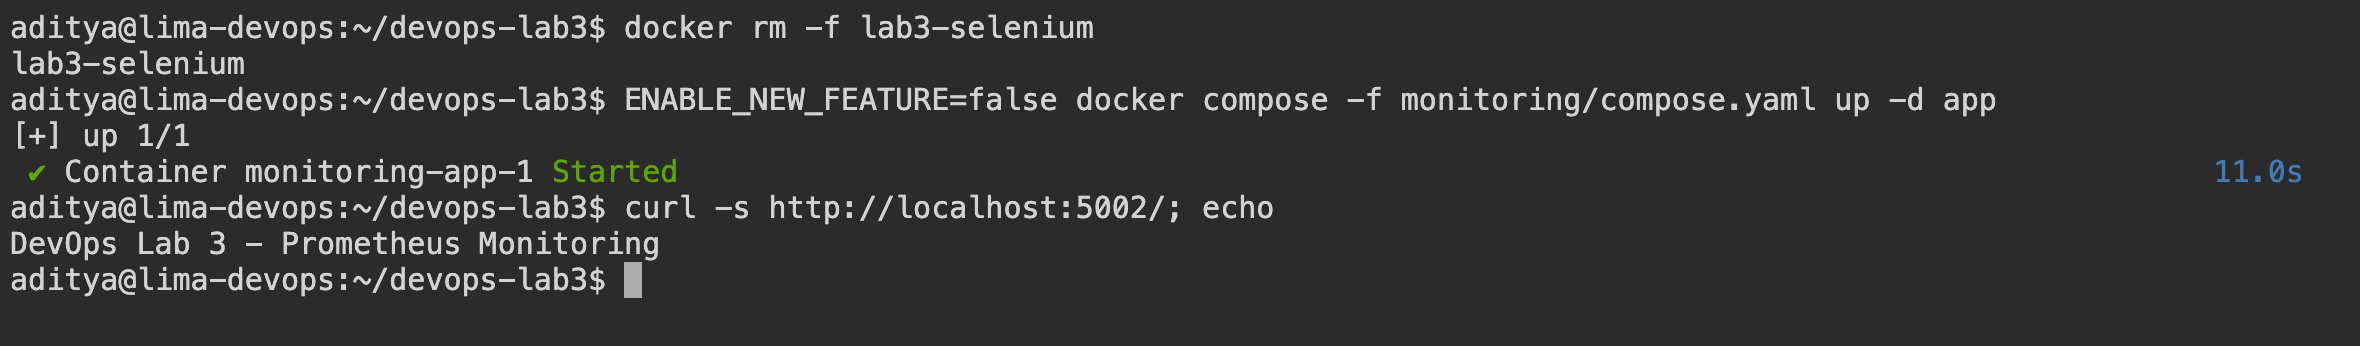 aditya@lima-devops:~/devops-lab3$ docker rm -f lab3-selenium
lab3-selenium
aditya@lima-devops:~/devops-lab3$ ENABLE_NEW_FEATURE=false docker compose -f monitoring/compose.yaml up -d app
[+] up 1/1
✔ Container monitoring-app-1 Started 11.0s
aditya@lima-devops:~/devops-lab3$ curl -s http://localhost:5002/; echo
DevOps Lab 3 - Prometheus Monitoring
aditya@lima-devops:~/devops-lab3$